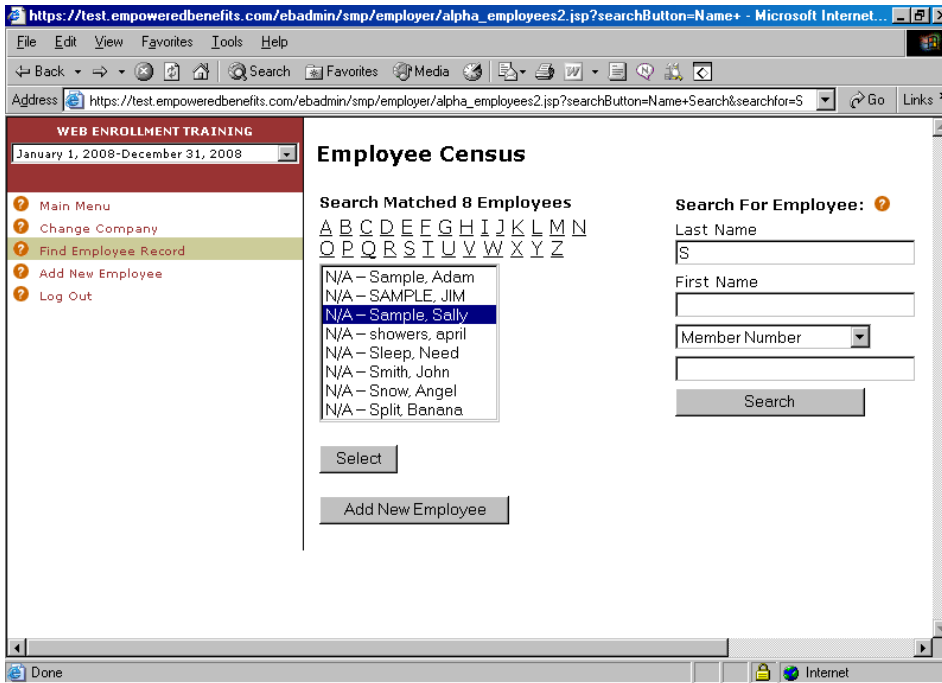 https://test.empoweredbenefits.com/ebadmin/smp/employer/alpha_employees2.jsp?searchButton=Name+ - Microsoft Internet...
File Edit View Favorites Tools Help
Back Search Favorites Media
Address https://test.empoweredbenefits.com/ebadmin/smp/employer/alpha_employees2.jsp?searchButton=Name+Search&searchfor=S Go Links
WEB ENROLLMENT TRAINING
January 1, 2008-December 31, 2008
Main Menu
Change Company
Find Employee Record
Add New Employee
Log Out
Employee Census
Search Matched 8 Employees
A B C D E F G H I J K L M N
O P Q R S T U V W X Y Z
N/A – Sample, Adam
N/A – SAMPLE, JIM
N/A – Sample, Sally
N/A – showers, april
N/A – Sleep, Need
N/A – Smith, John
N/A – Snow, Angel
N/A – Split, Banana
Select
Add New Employee
Search For Employee:
Last Name
S
First Name
Member Number
Search
Done Internet